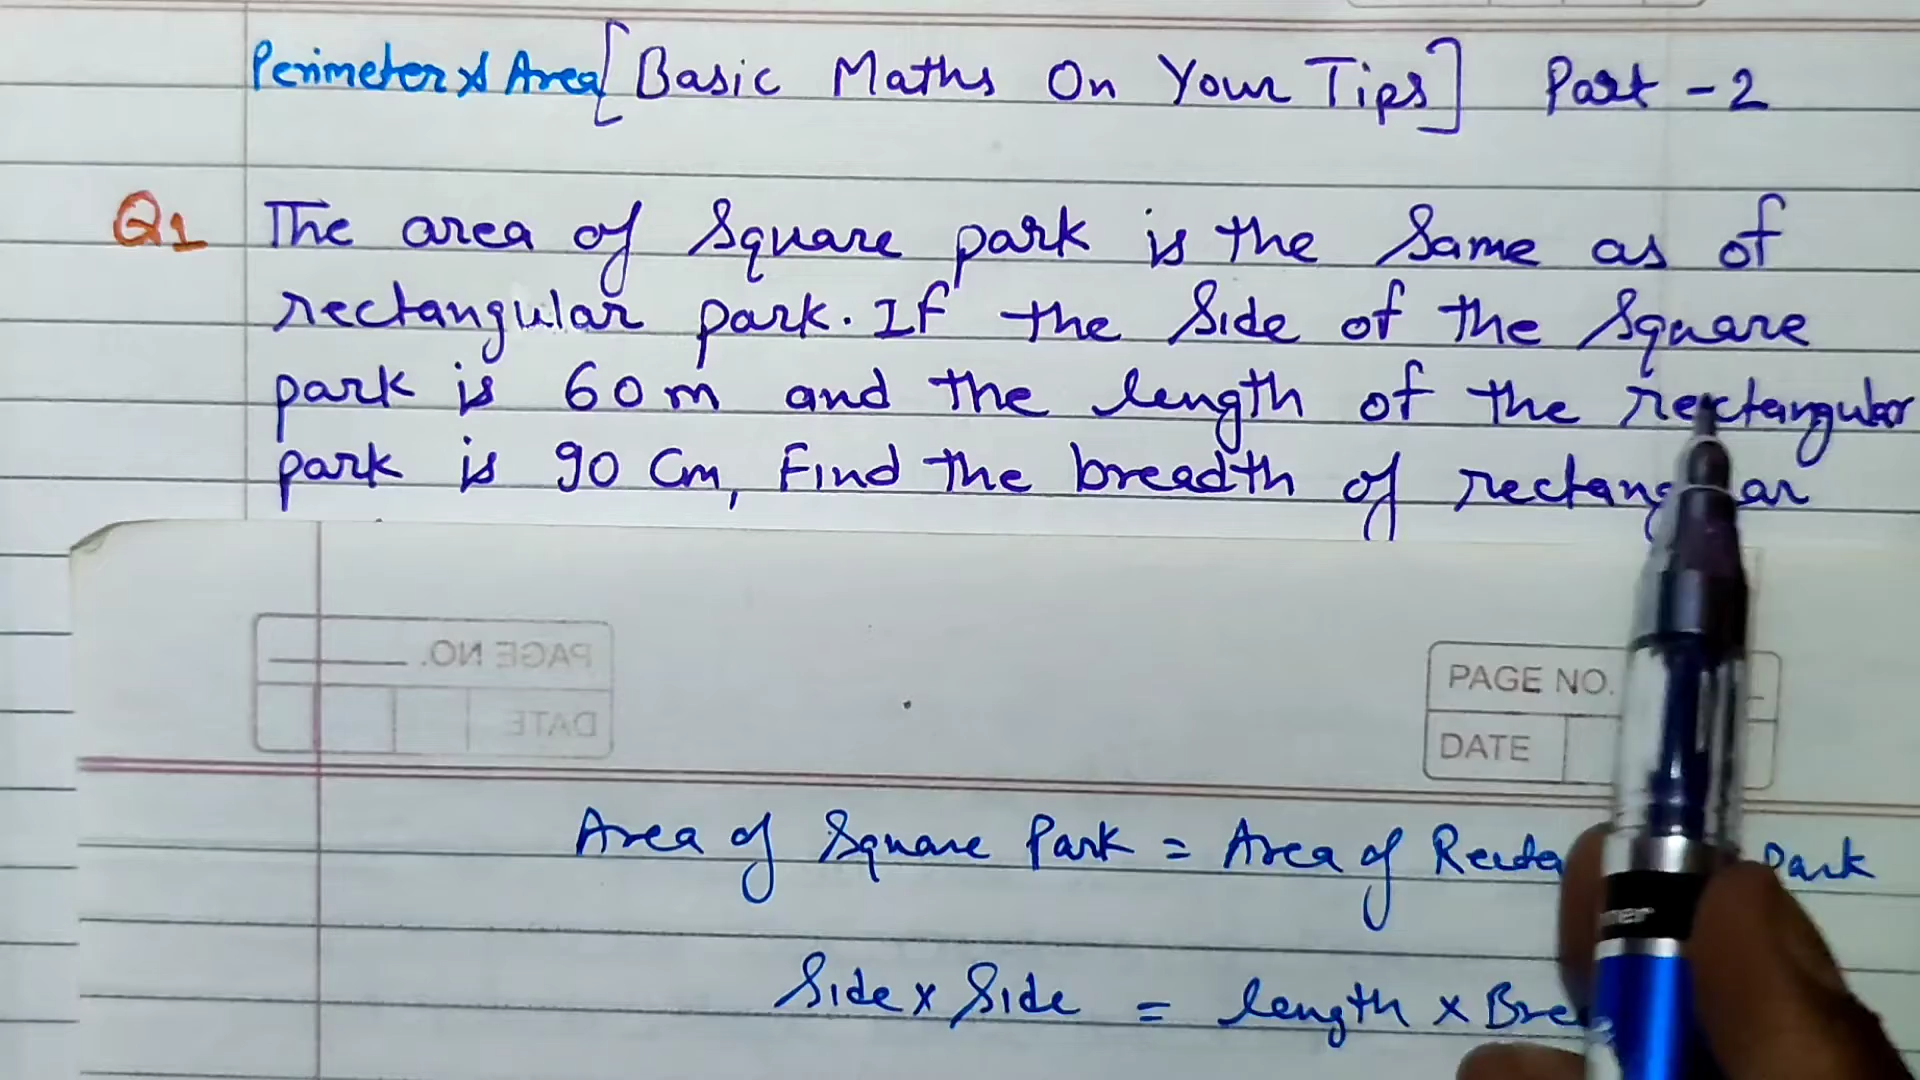 Perimeter & Area [Basic Maths On Your Tips] Part - 2
Q1 The area of Square park is the Same as of
rectangular park. If the Side of the Square
park is 60 m and the length of the rectangular
park is 90 Cm, Find the breadth of
PAGE NO.
DATE
PAGE NO.
DATE
Area of Square Park = Area of Park
Side x Side = length x